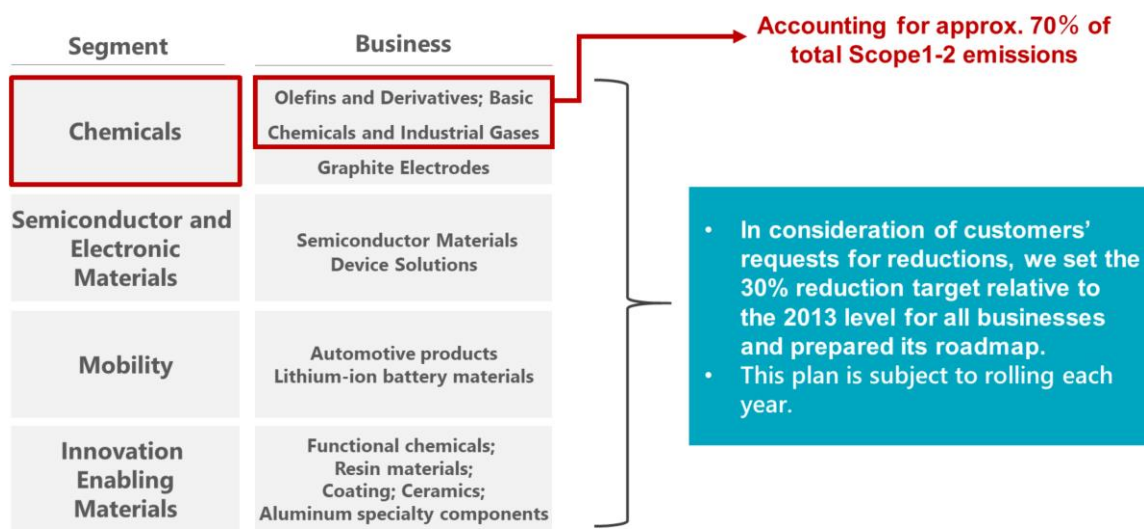 Segment
Business
Accounting for approx. 70% of
total Scope1-2 emissions
Chemicals
Olefins and Derivatives; Basic
Chemicals and Industrial Gases
Graphite Electrodes
Semiconductor and
Electronic
Materials
Semiconductor Materials
Device Solutions
Mobility
Automotive products
Lithium-ion battery materials
Innovation
Enabling
Materials
Functional chemicals;
Resin materials;
Coating; Ceramics;
Aluminum specialty components
• In consideration of customers’
requests for reductions, we set the
30% reduction target relative to
the 2013 level for all businesses
and prepared its roadmap.
• This plan is subject to rolling each
year.